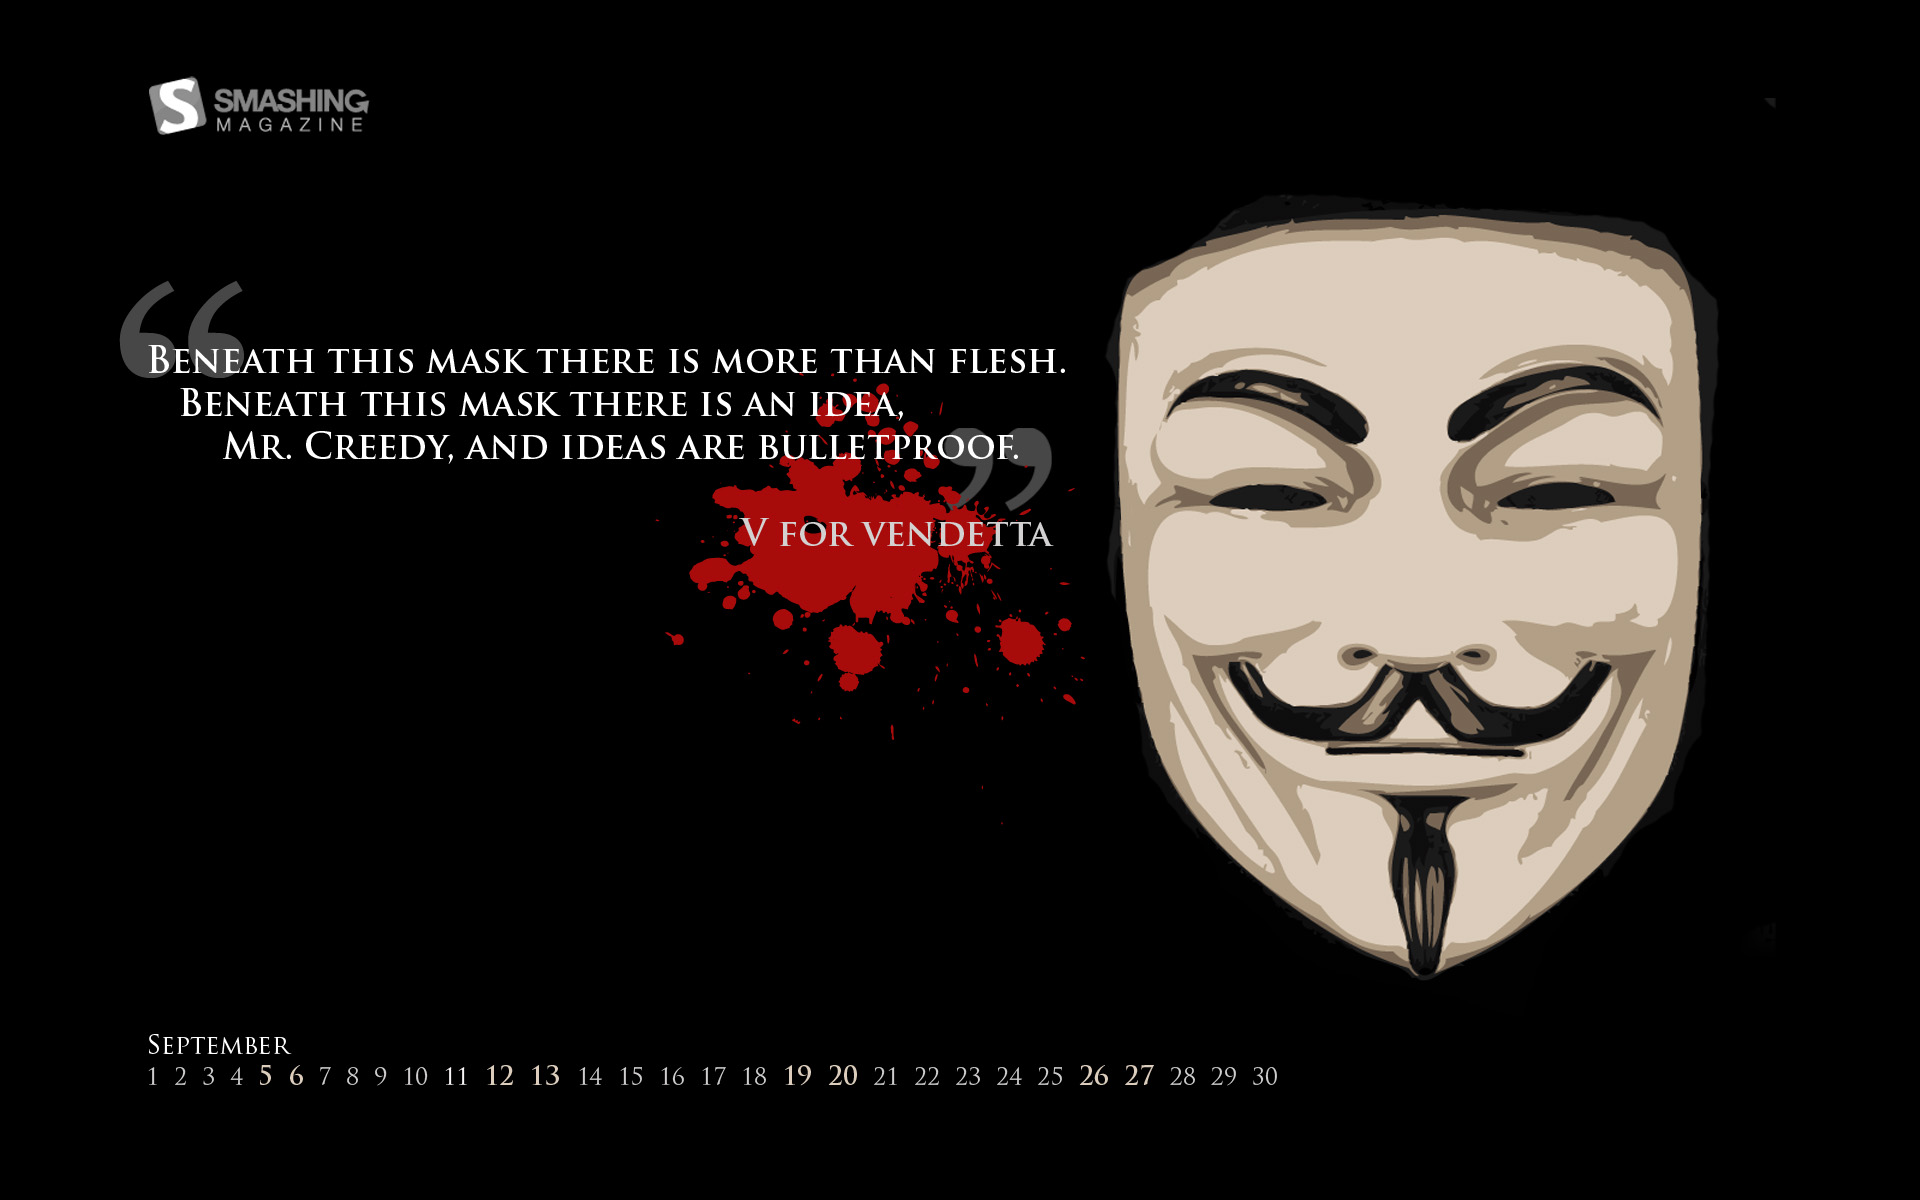 SMASHING
MAGAZINE
“
BENEATH THIS MASK THERE IS MORE THAN FLESH.
BENEATH THIS MASK THERE IS AN IDEA,
MR. CREEDY, AND IDEAS ARE BULLETPROOF.
”
V FOR VENDETTA
SEPTEMBER
1 2 3 4 5 6 7 8 9 10 11 12 13 14 15 16 17 18 19 20 21 22 23 24 25 26 27 28 29 30